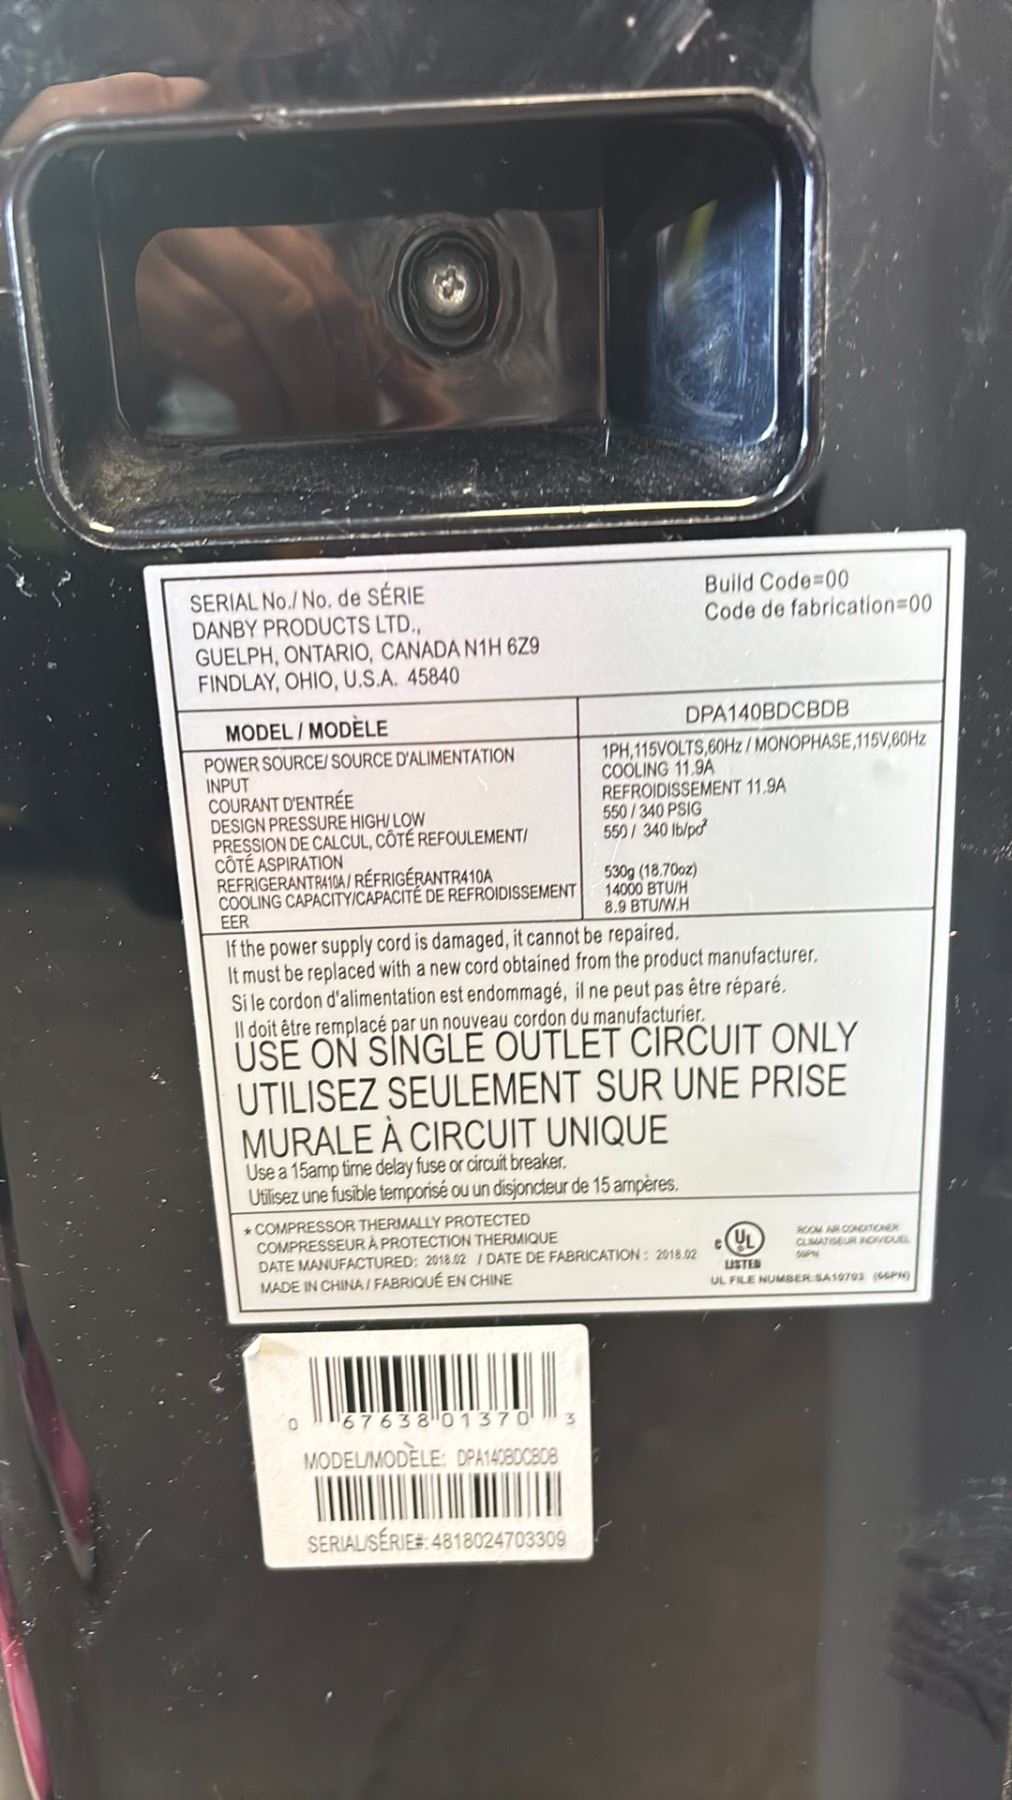 SERIAL No./ No. de SÉRIE
DANBY PRODUCTS LTD.,
GUELPH, ONTARIO, CANADA N1H 6Z9
FINDLAY, OHIO, U.S.A. 45840
Build Code=00
Code de fabrication=00
MODEL / MODÈLE
DPA140BDCBDB
POWER SOURCE/ SOURCE D'ALIMENTATION
INPUT
COURANT D'ENTRÉE
DESIGN PRESSURE HIGH/ LOW
PRESSION DE CALCUL, CÔTÉ REFOULEMENT/
CÔTÉ ASPIRATION
REFRIGERANTR410A / RÉFRIGÉRANTR410A
COOLING CAPACITY/CAPACITÉ DE REFROIDISSEMENT
EER
1PH,115VOLTS,60Hz / MONOPHASE,115V,60Hz
COOLING 11.9A
REFROIDISSEMENT 11.9A
550 / 340 PSIG
550 / 340 lb/po²
530g (18.70oz)
14000 BTU/H
8.9 BTU/W.H
If the power supply cord is damaged, it cannot be repaired.
It must be replaced with a new cord obtained from the product manufacturer.
Si le cordon d'alimentation est endommagé, il ne peut pas être réparé.
Il doit être remplacé par un nouveau cordon du manufacturier.
USE ON SINGLE OUTLET CIRCUIT ONLY
UTILISEZ SEULEMENT SUR UNE PRISE
MURALE À CIRCUIT UNIQUE
Use a 15amp time delay fuse or circuit breaker.
Utilisez une fusible temporisé ou un disjoncteur de 15 ampères.
* COMPRESSOR THERMALLY PROTECTED
COMPRESSEUR À PROTECTION THERMIQUE
DATE MANUFACTURED: 2018.02 / DATE DE FABRICATION : 2018.02
MADE IN CHINA / FABRIQUÉ EN CHINE
c UL
LISTED
ROOM AIR CONDITIONER
CLIMATISEUR INDIVIDUEL
UL FILE NUMBER:SA10703 (66PN)
0 67638 01370 3
MODEL/MODÈLE: DPA140BDCBDB
SERIAL/SÉRIE#: 4818024703309